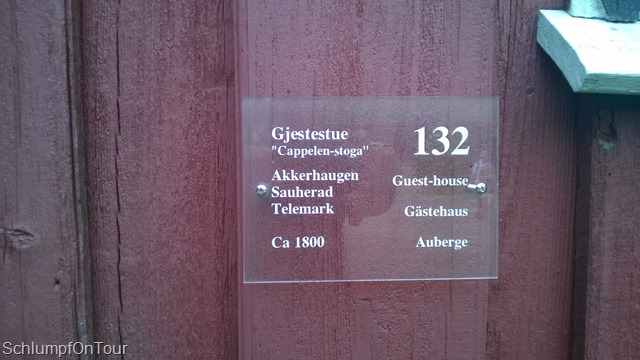 Gjestestue
"Cappelen-stoga"
Akkerhaugen
Sauherad
Telemark
Ca 1800
132
Guest-house
Gästehaus
Auberge
SchlumpfOnTour